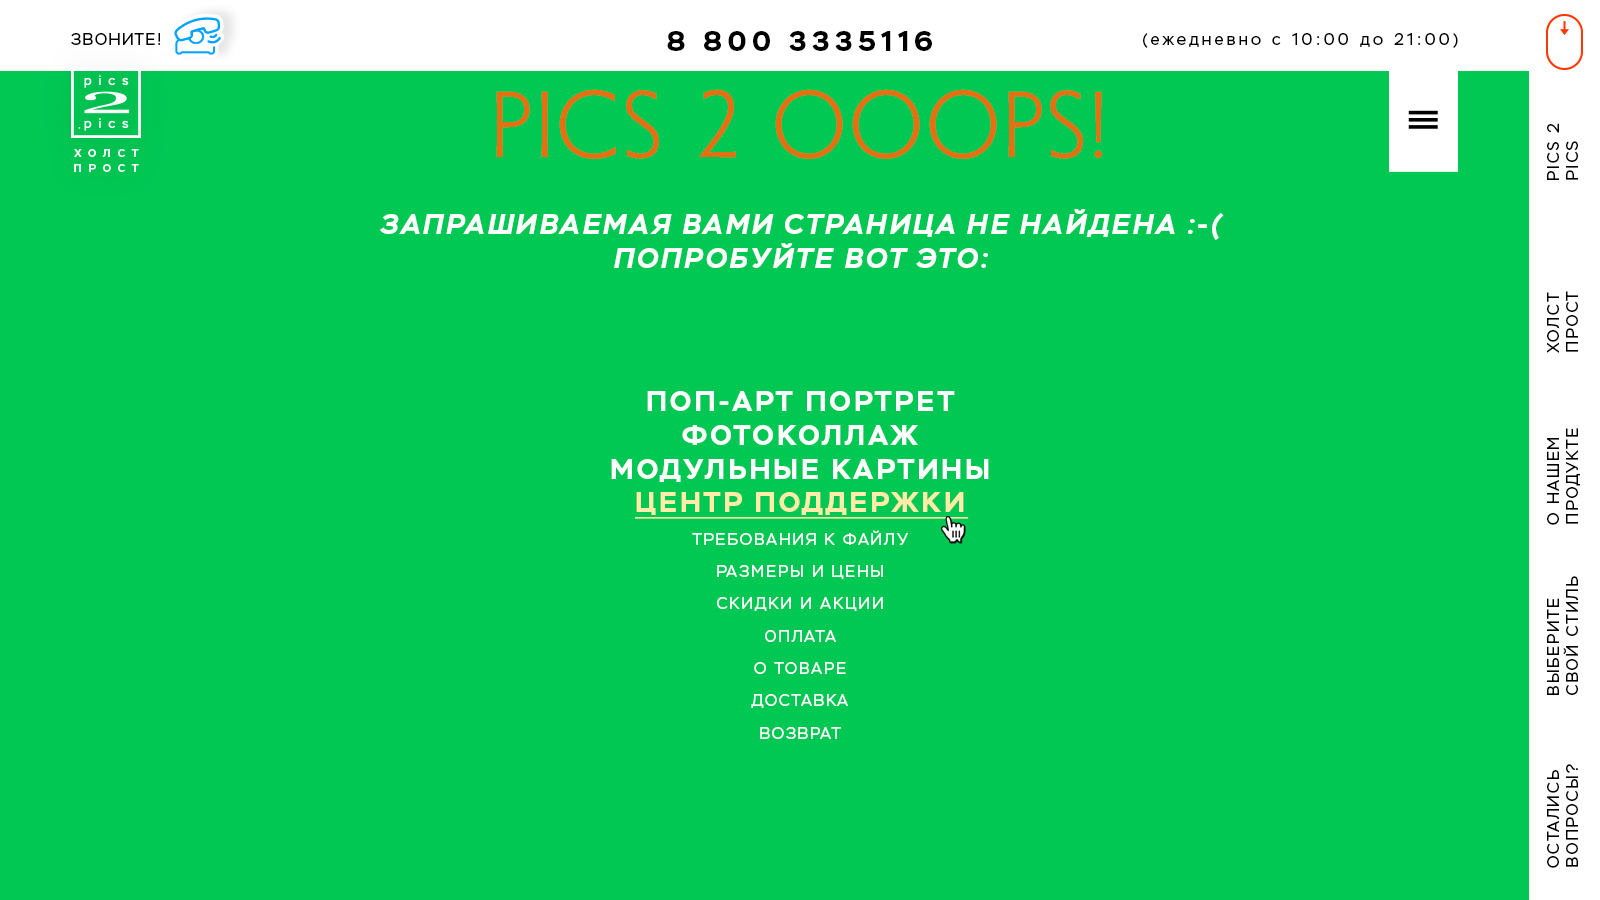 ЗВОНИТЕ!
8 800 3335116
(ежедневно с 10:00 до 21:00)
pics
2
.pics
ХОЛСТ
ПРОСТ
PICS 2 OOOPS!
ЗАПРАШИВАЕМАЯ ВАМИ СТРАНИЦА НЕ НАЙДЕНА :-(
ПОПРОБУЙТЕ ВОТ ЭТО:
ПОП-АРТ ПОРТРЕТ
ФОТОКОЛЛАЖ
МОДУЛЬНЫЕ КАРТИНЫ
ЦЕНТР ПОДДЕРЖКИ
ТРЕБОВАНИЯ К ФАЙЛУ
РАЗМЕРЫ И ЦЕНЫ
СКИДКИ И АКЦИИ
ОПЛАТА
О ТОВАРЕ
ДОСТАВКА
ВОЗВРАТ
PICS 2
PICS
ХОЛСТ
ПРОСТ
О НАШЕМ
ПРОДУКТЕ
ВЫБЕРИТЕ
СВОЙ СТИЛЬ
ОСТАЛИСЬ
ВОПРОСЫ?